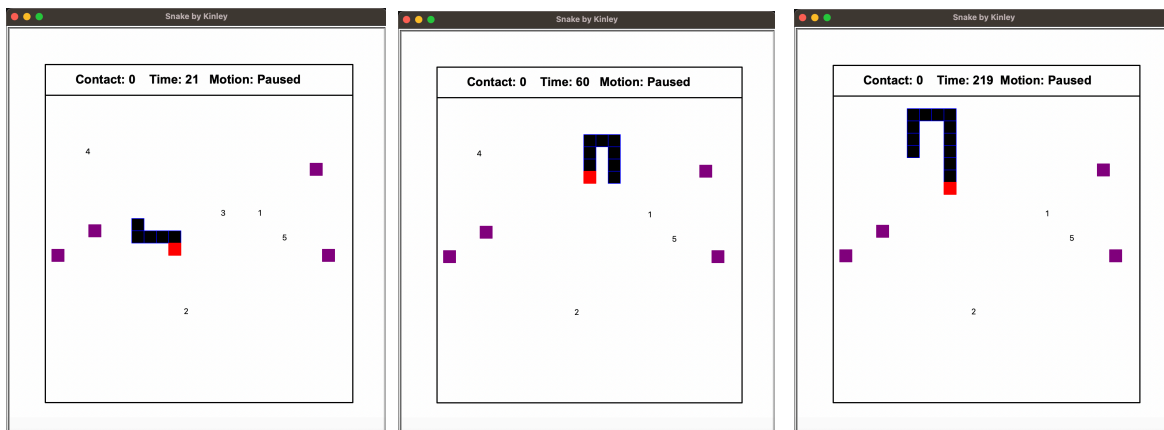 Snake by Kinley
Contact: 0 Time: 21 Motion: Paused
4
3 1
5
2
Snake by Kinley
Contact: 0 Time: 60 Motion: Paused
4
1
5
2
Snake by Kinley
Contact: 0 Time: 219 Motion: Paused
1
5
2